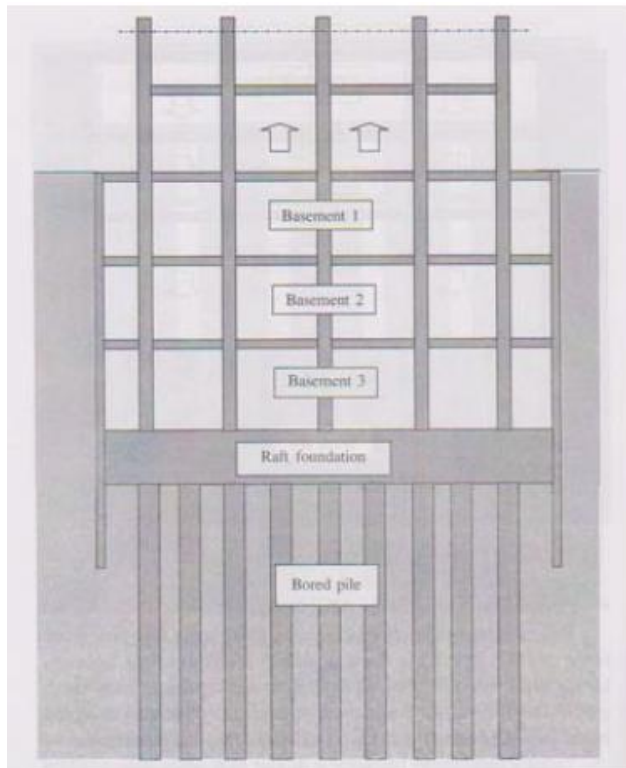 Basement 1
Basement 2
Basement 3
Raft foundation
Bored pile